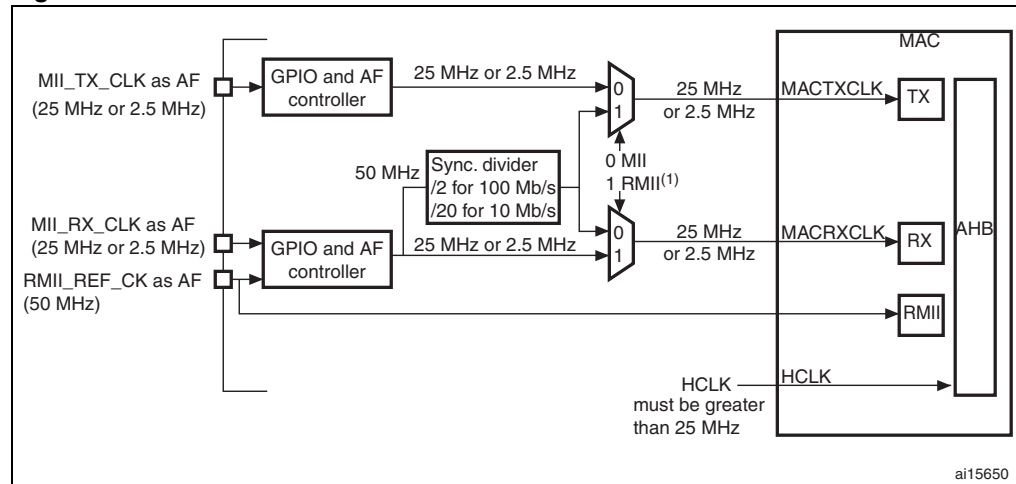 MAC
MII_TX_CLK as AF
(25 MHz or 2.5 MHz)
GPIO and AF
controller
25 MHz or 2.5 MHz
0
1
25 MHz
or 2.5 MHz
MACTXCLK
TX
50 MHz
Sync. divider
/2 for 100 Mb/s
/20 for 10 Mb/s
0 MII
1 RMII(1)
MII_RX_CLK as AF
(25 MHz or 2.5 MHz)
RMII_REF_CK as AF
(50 MHz)
GPIO and AF
controller
25 MHz or 2.5 MHz
0
1
25 MHz
or 2.5 MHz
MACRXCLK
RX
AHB
RMII
HCLK
must be greater
than 25 MHz
HCLK
ai15650